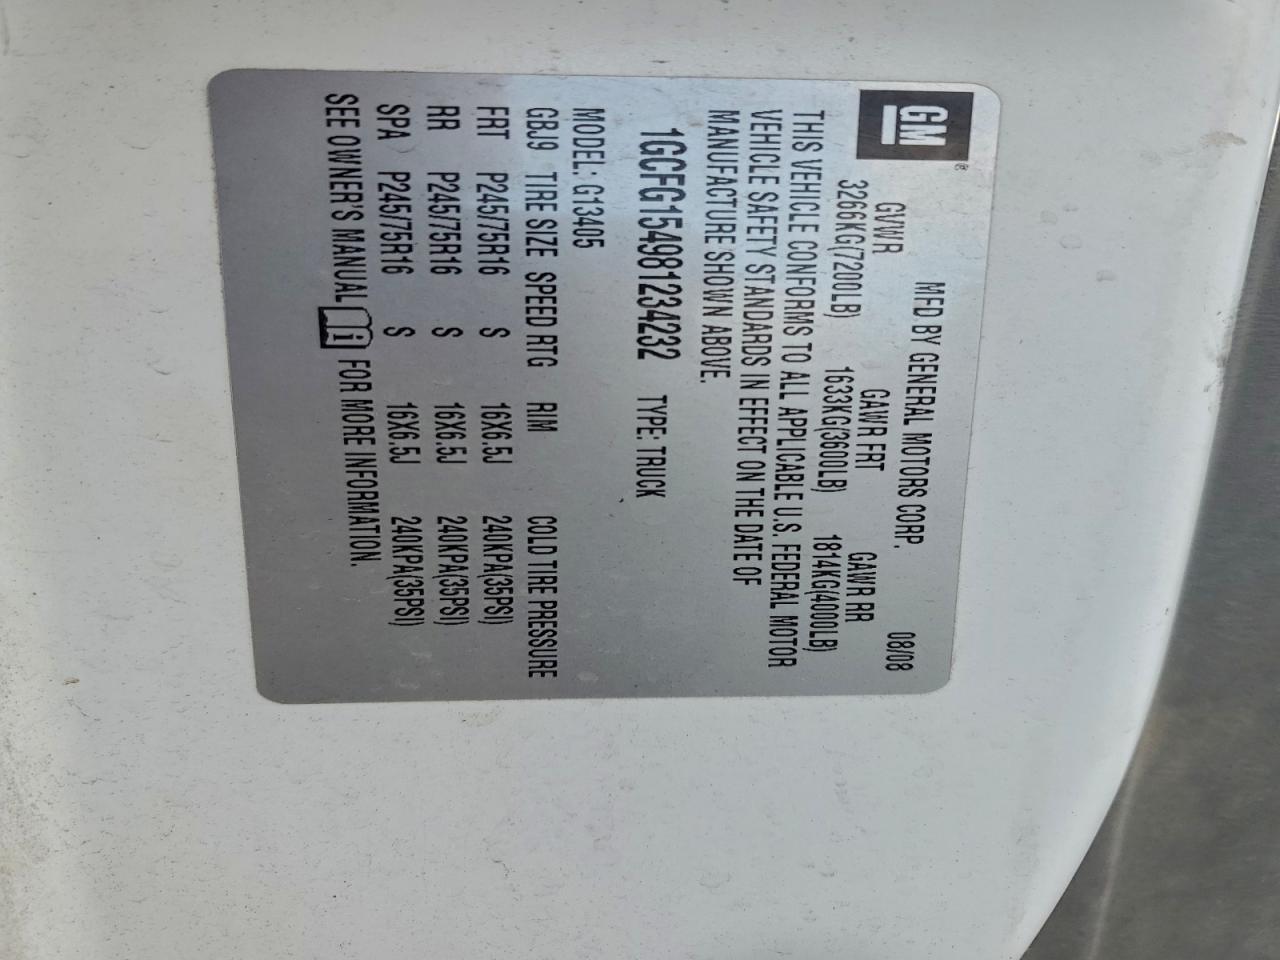 GM®
MFD BY GENERAL MOTORS CORP. 08/08
GVWR GAWR FRT GAWR RR
3266KG(7200LB) 1633KG(3600LB) 1814KG(4000LB)
THIS VEHICLE CONFORMS TO ALL APPLICABLE U.S. FEDERAL MOTOR
VEHICLE SAFETY STANDARDS IN EFFECT ON THE DATE OF
MANUFACTURE SHOWN ABOVE.
1GCFG154981234232 TYPE: TRUCK
MODEL: G13405
GBJ9 TIRE SIZE SPEED RTG RIM COLD TIRE PRESSURE
FRT P245/75R16 S 16X6.5J 240KPA(35PSI)
RR P245/75R16 S 16X6.5J 240KPA(35PSI)
SPA P245/75R16 S 16X6.5J 240KPA(35PSI)
SEE OWNER'S MANUAL FOR MORE INFORMATION.